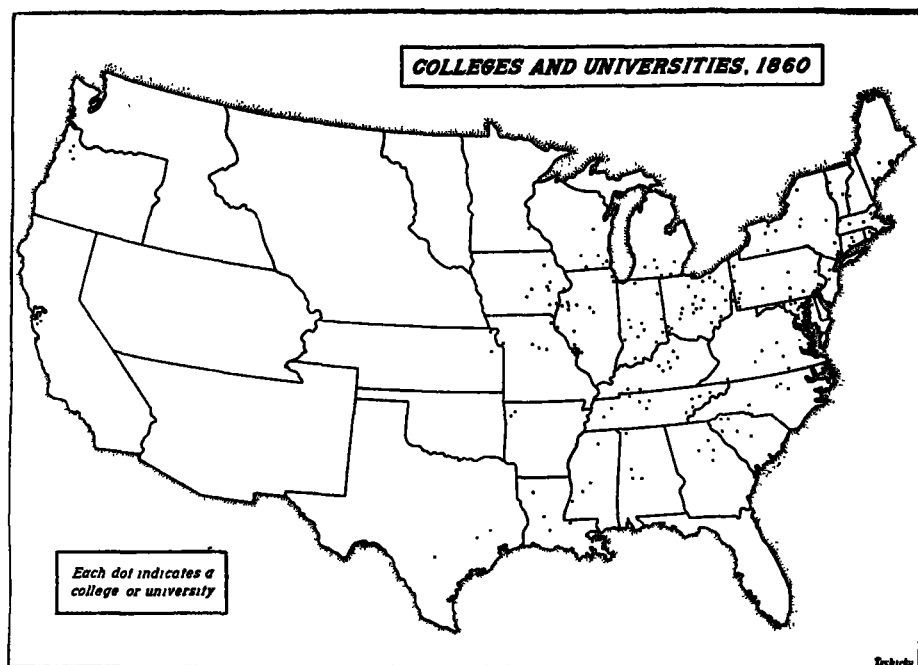 COLLEGES AND UNIVERSITIES, 1860
Each dot indicates a
college or university